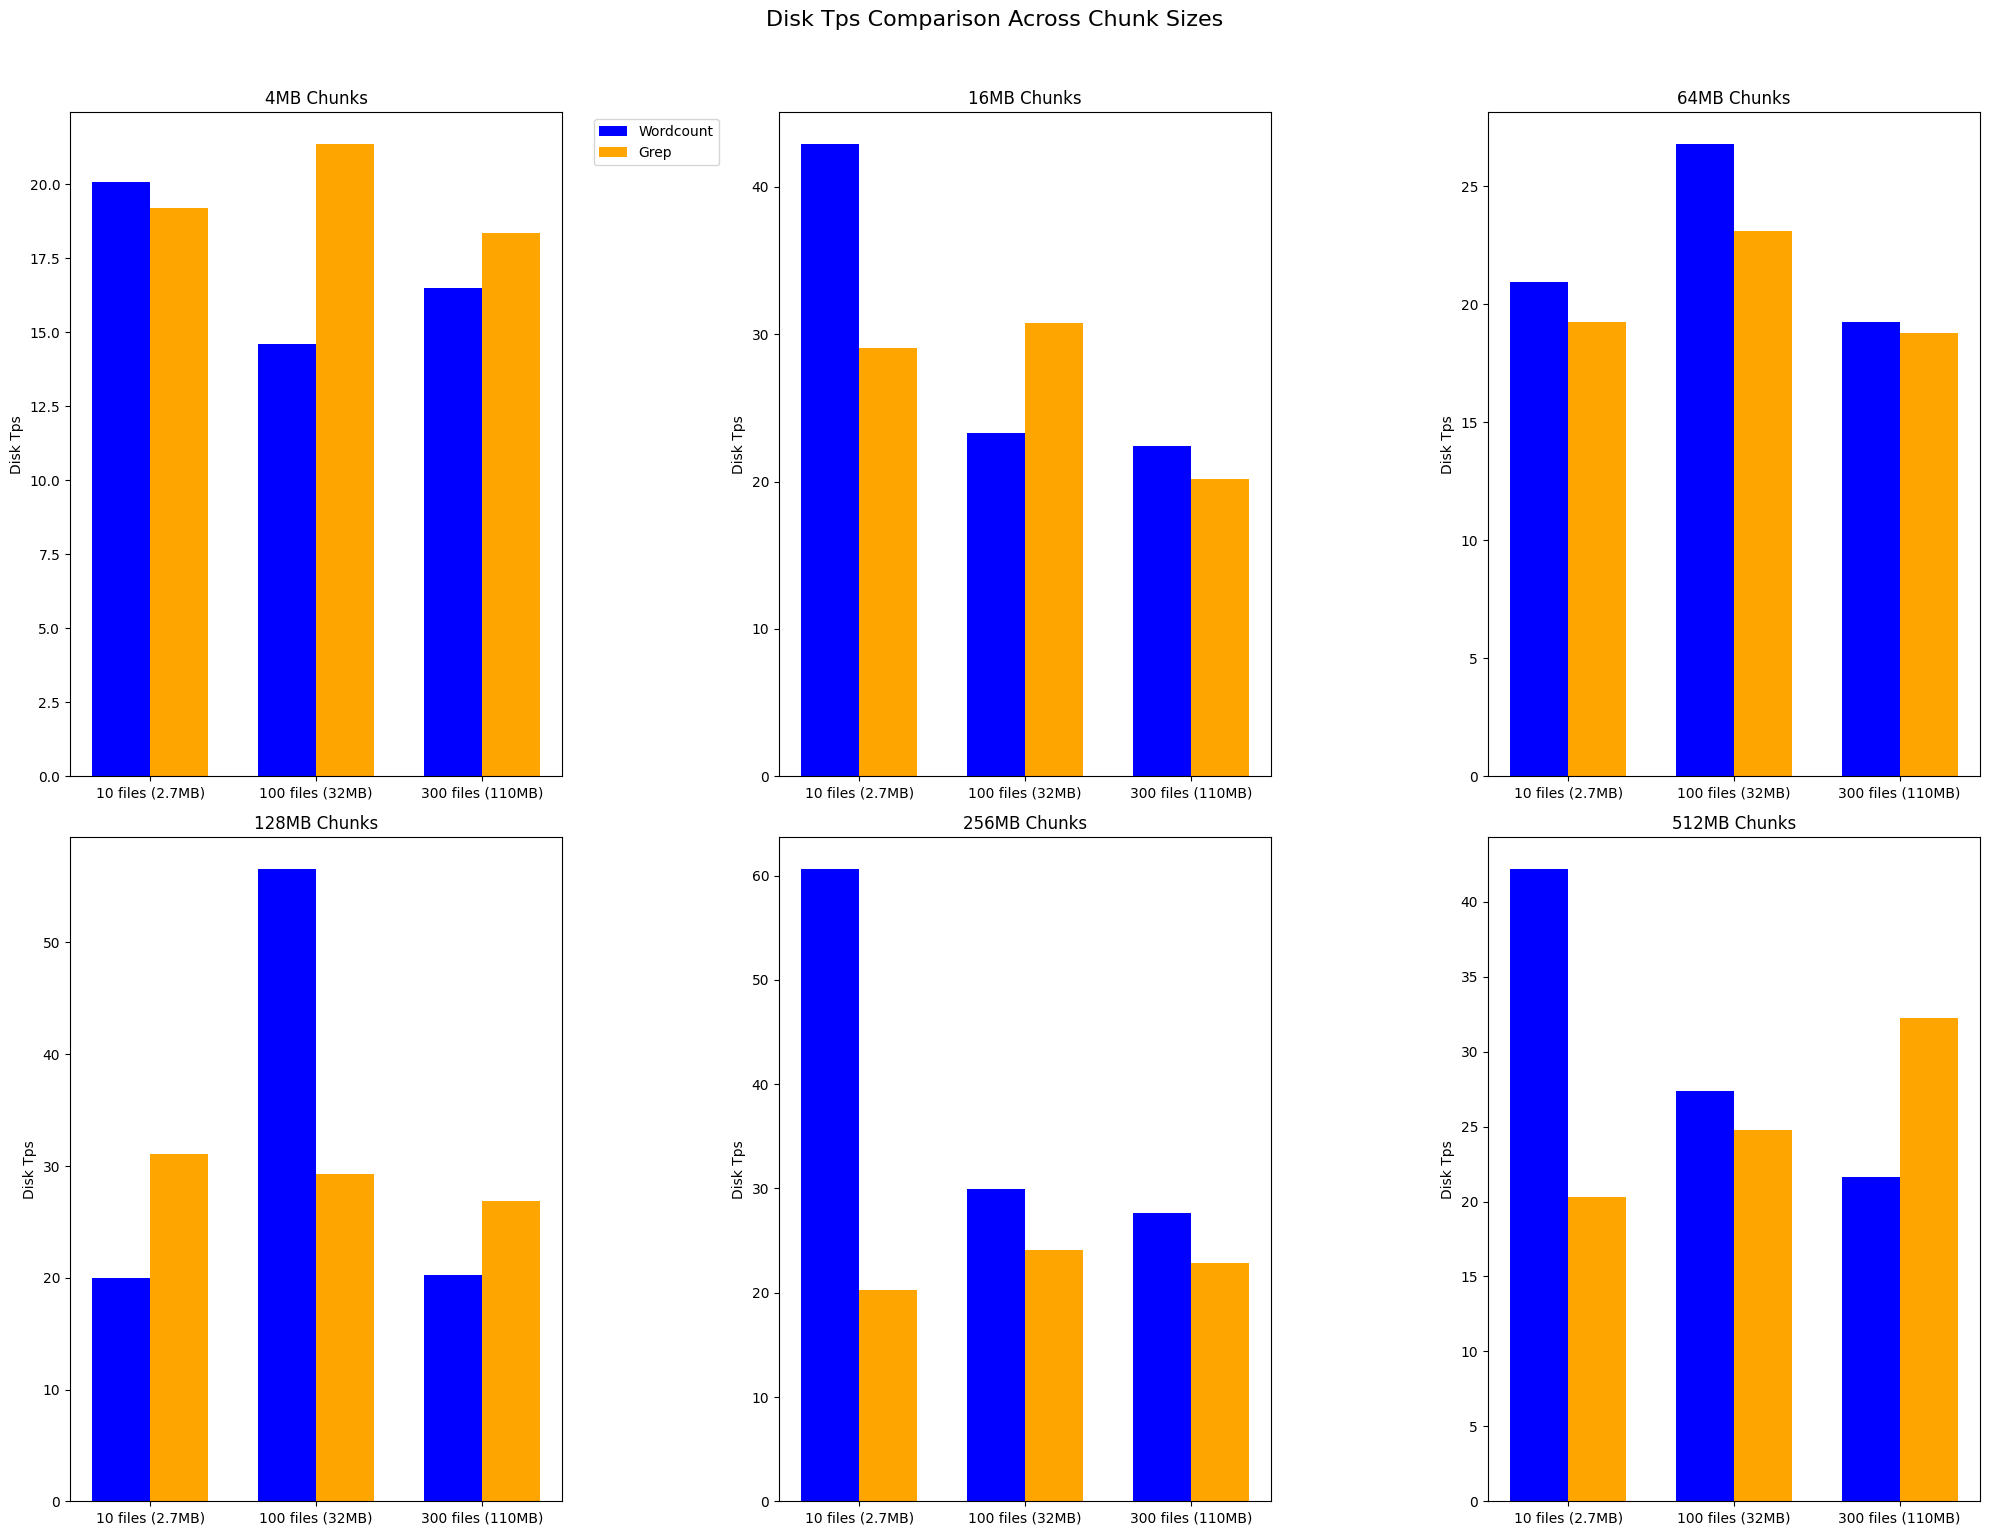 Disk Tps Comparison Across Chunk Sizes
4MB Chunks
Disk Tps
20.0
17.5
15.0
12.5
10.0
7.5
5.0
2.5
0.0
10 files (2.7MB)
100 files (32MB)
300 files (110MB)
Wordcount
Grep
16MB Chunks
Disk Tps
40
30
20
10
0
10 files (2.7MB)
100 files (32MB)
300 files (110MB)
64MB Chunks
Disk Tps
25
20
15
10
5
0
10 files (2.7MB)
100 files (32MB)
300 files (110MB)
128MB Chunks
Disk Tps
50
40
30
20
10
0
10 files (2.7MB)
100 files (32MB)
300 files (110MB)
256MB Chunks
Disk Tps
60
50
40
30
20
10
0
10 files (2.7MB)
100 files (32MB)
300 files (110MB)
512MB Chunks
Disk Tps
40
35
30
25
20
15
10
5
0
10 files (2.7MB)
100 files (32MB)
300 files (110MB)